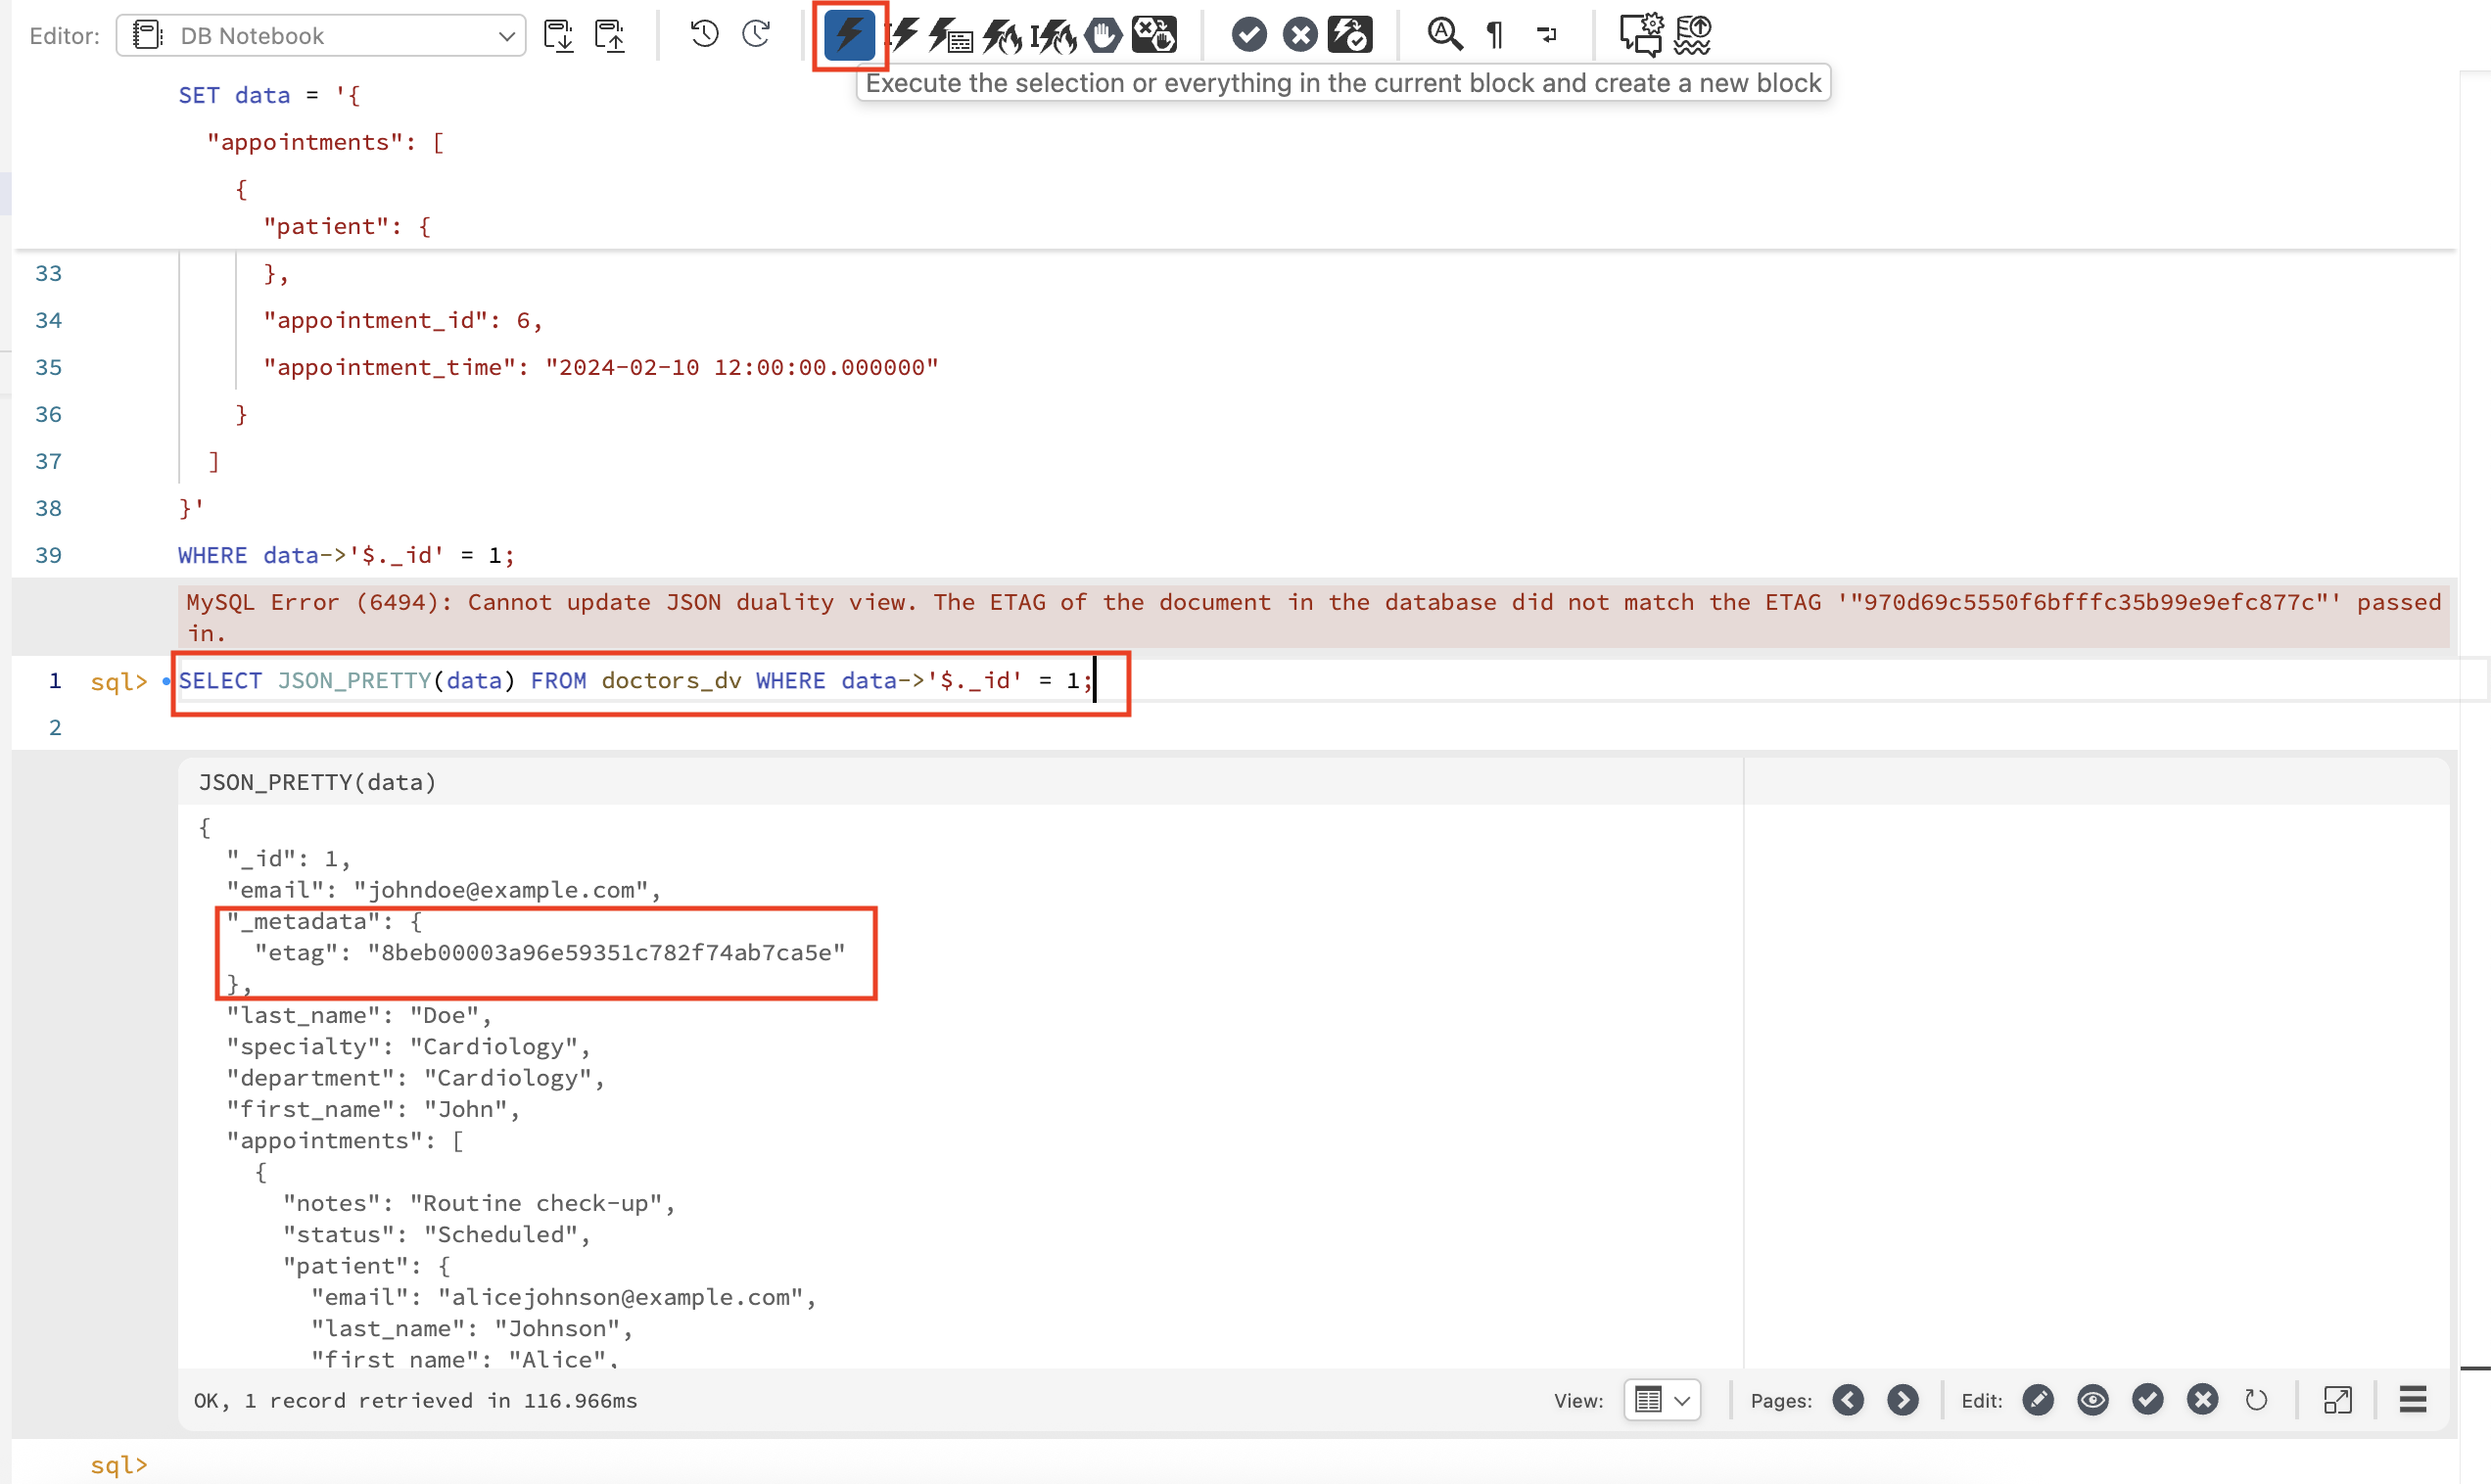 Editor: DB Notebook
Execute the selection or everything in the current block and create a new block
SET data = '{
"appointments": [
{
"patient": {
33 },
34 "appointment_id": 6,
35 "appointment_time": "2024-02-10 12:00:00.000000"
36 }
37 ]
38 }'
39 WHERE data->'$._id' = 1;
MySQL Error (6494): Cannot update JSON duality view. The ETAG of the document in the database did not match the ETAG '"970d69c5550f6bfffc35b99e9efc877c"' passed
in.
1 sql> SELECT JSON_PRETTY(data) FROM doctors_dv WHERE data->'$._id' = 1;
2
JSON_PRETTY(data)
{
"_id": 1,
"email": "johndoe@example.com",
"_metadata": {
"etag": "8beb00003a96e59351c782f74ab7ca5e"
},
"last_name": "Doe",
"specialty": "Cardiology",
"department": "Cardiology",
"first_name": "John",
"appointments": [
{
"notes": "Routine check-up",
"status": "Scheduled",
"patient": {
"email": "alicejohnson@example.com",
"last_name": "Johnson",
"first_name": "Alice",
OK, 1 record retrieved in 116.966ms View: Pages: Edit:
sql>